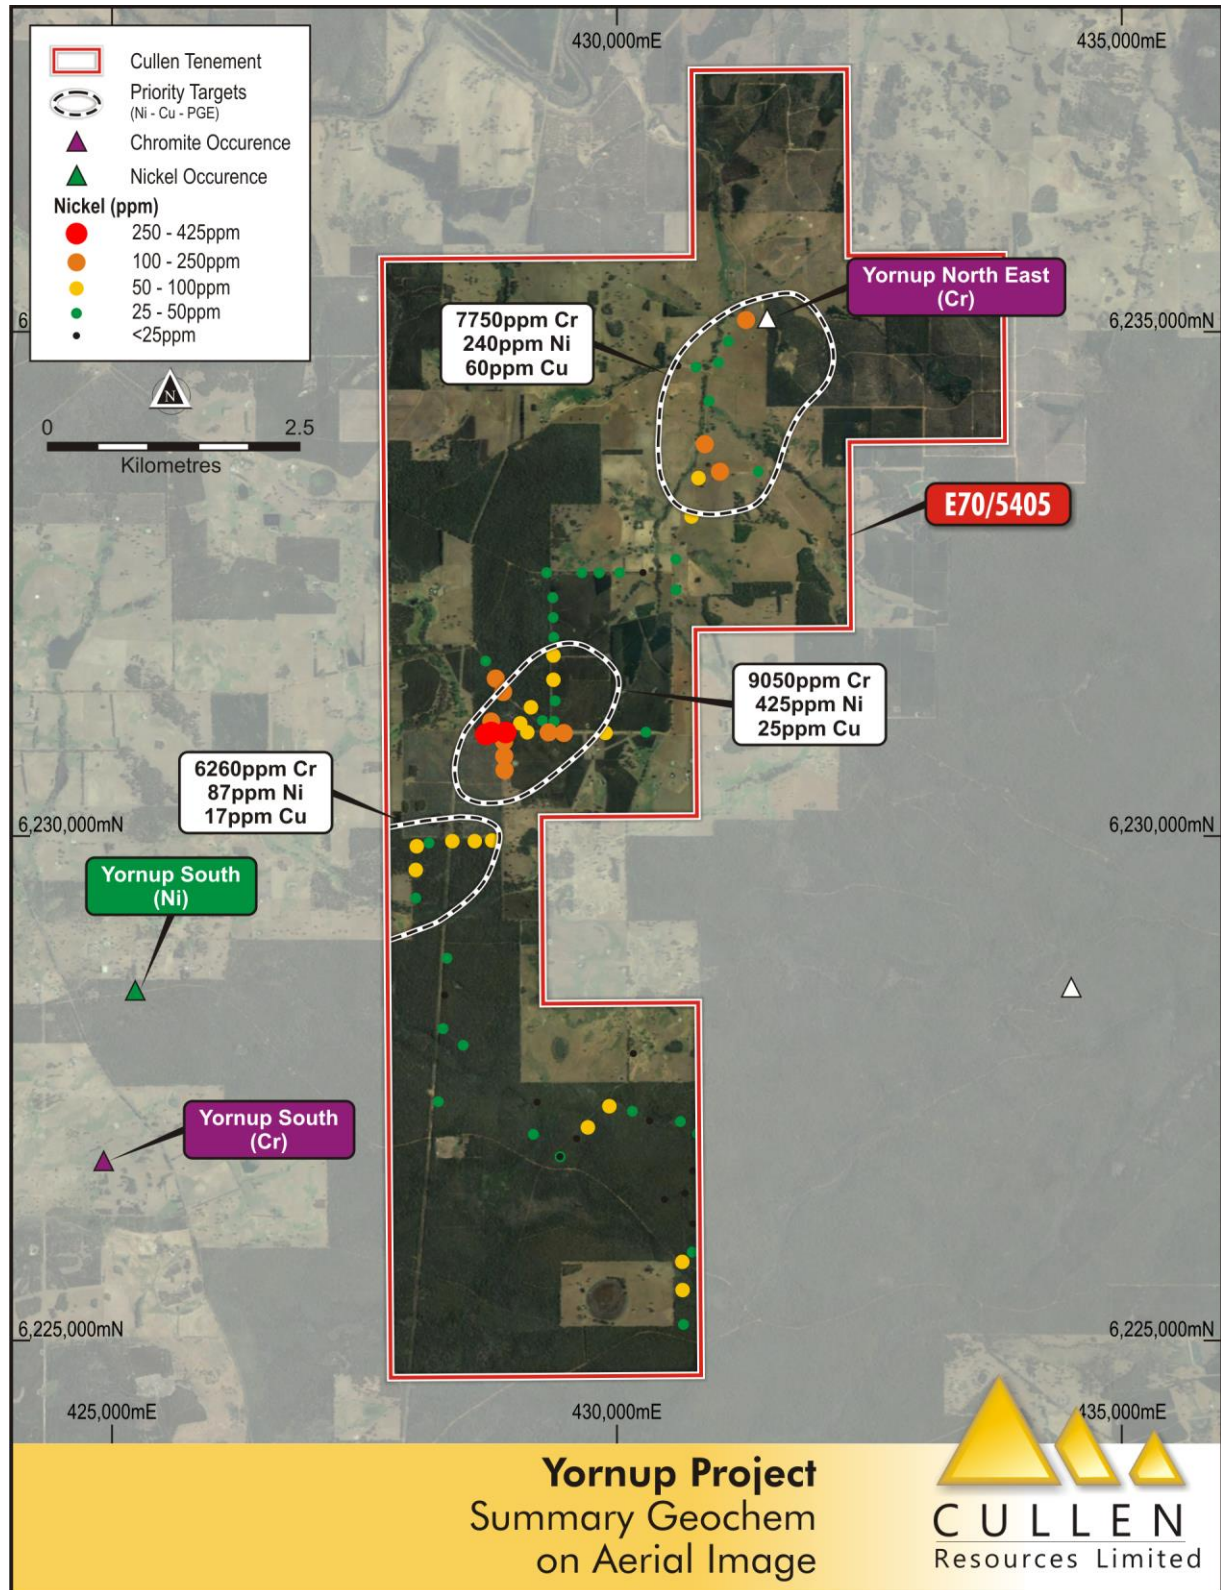 430,000mE
435,000mE
Cullen Tenement
Priority Targets
(Ni - Cu - PGE)
Chromite Occurence
Nickel Occurence
Nickel (ppm)
250 - 425ppm
100 - 250ppm
50 - 100ppm
25 - 50ppm
<25ppm
N
0 2.5
Kilometres
6
6,235,000mN
Yornup North East
(Cr)
7750ppm Cr
240ppm Ni
60ppm Cu
E70/5405
9050ppm Cr
425ppm Ni
25ppm Cu
6260ppm Cr
87ppm Ni
17ppm Cu
6,230,000mN
6,230,000mN
Yornup South
(Ni)
Yornup South
(Cr)
6,225,000mN
6,225,000mN
425,000mE
430,000mE
435,000mE
Yornup Project
Summary Geochem
on Aerial Image
CULLEN
Resources Limited